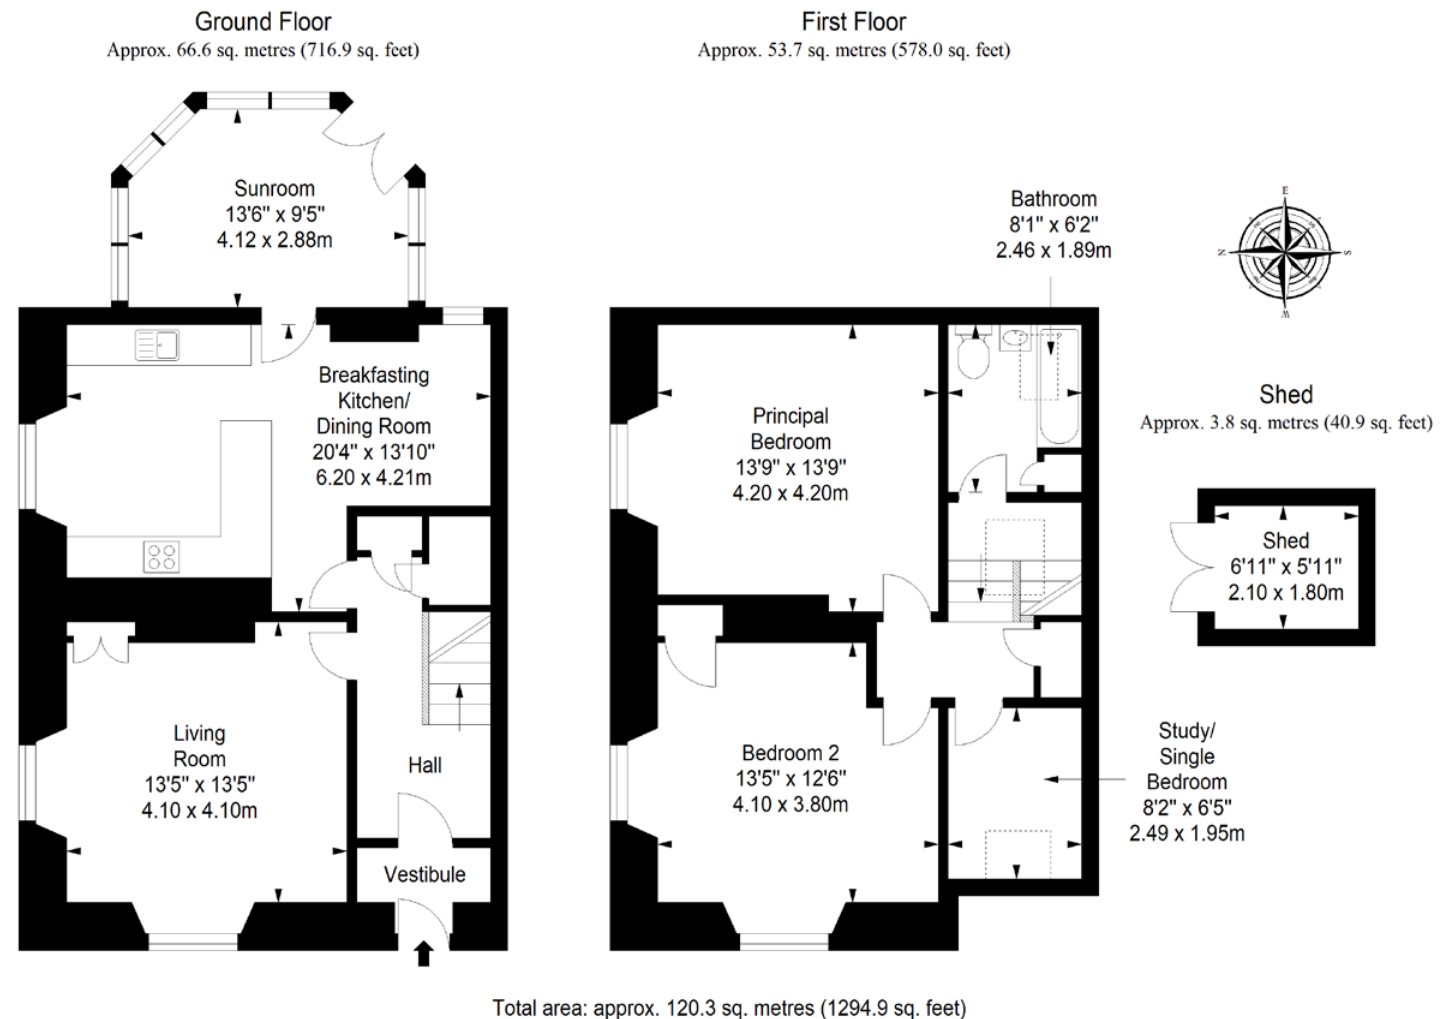 Ground Floor
Approx. 66.6 sq. metres (716.9 sq. feet)
First Floor
Approx. 53.7 sq. metres (578.0 sq. feet)
Sunroom
13'6" x 9'5"
4.12 x 2.88m
Breakfasting
Kitchen/
Dining Room
20'4" x 13'10"
6.20 x 4.21m
Living
Room
13'5" x 13'5"
4.10 x 4.10m
Hall
Vestibule
Bathroom
8'1" x 6'2"
2.46 x 1.89m
Principal
Bedroom
13'9" x 13'9"
4.20 x 4.20m
Bedroom 2
13'5" x 12'6"
4.10 x 3.80m
Study/
Single
Bedroom
8'2" x 6'5"
2.49 x 1.95m
E
N
S
W
Shed
Approx. 3.8 sq. metres (40.9 sq. feet)
Shed
6'11" x 5'11"
2.10 x 1.80m
Total area: approx. 120.3 sq. metres (1294.9 sq. feet)